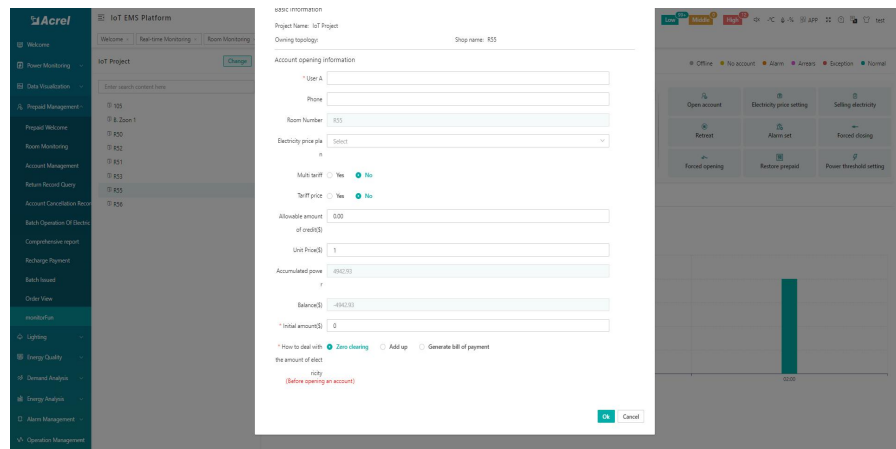 Acrel
IoT EMS Platform
Low 99+ Middle High
APP
test
Welcome
Power Monitoring
Data Visualization
Prepaid Management
Prepaid Welcome
Room Monitoring
Account Management
Return Record Query
Account Cancellation Recor
Batch Operation Of Electric
Comprehensive report
Recharge Payment
Batch Issued
Order View
monitorFun
Lighting
Energy Quality
Demand Analysis
Energy Analysis
Alarm Management
Operation Management
Welcome
Real-time Monitoring
Room Monitoring
IoT Project
Change
Enter search content here
105
B. Zoon 1
R50
R52
R51
R53
R55
R56
Basic information
Project Name: IoT Project
Owning topology:
Shop name: R55
Account opening information
* User A
Phone
Room Number
R55
Electricity price pla
n
Select
Multi tariff
Yes
No
Tariff price
Yes
No
Allowable amount
of credit($)
0.00
Unit Price($)
1
Accumulated powe
r
4942.93
Balance($)
-4942.93
* Initial amount($)
0
* How to deal with
the amount of elect
ricity
(Before opening an account)
Zero clearing
Add up
Generate bill of payment
Ok
Cancel
Offline
No account
Alarm
Arrears
Exception
Normal
Open account
Electricity price setting
Selling electricity
Retreat
Alarm set
Forced closing
Forced opening
Restore prepaid
Power threshold setting
00:00